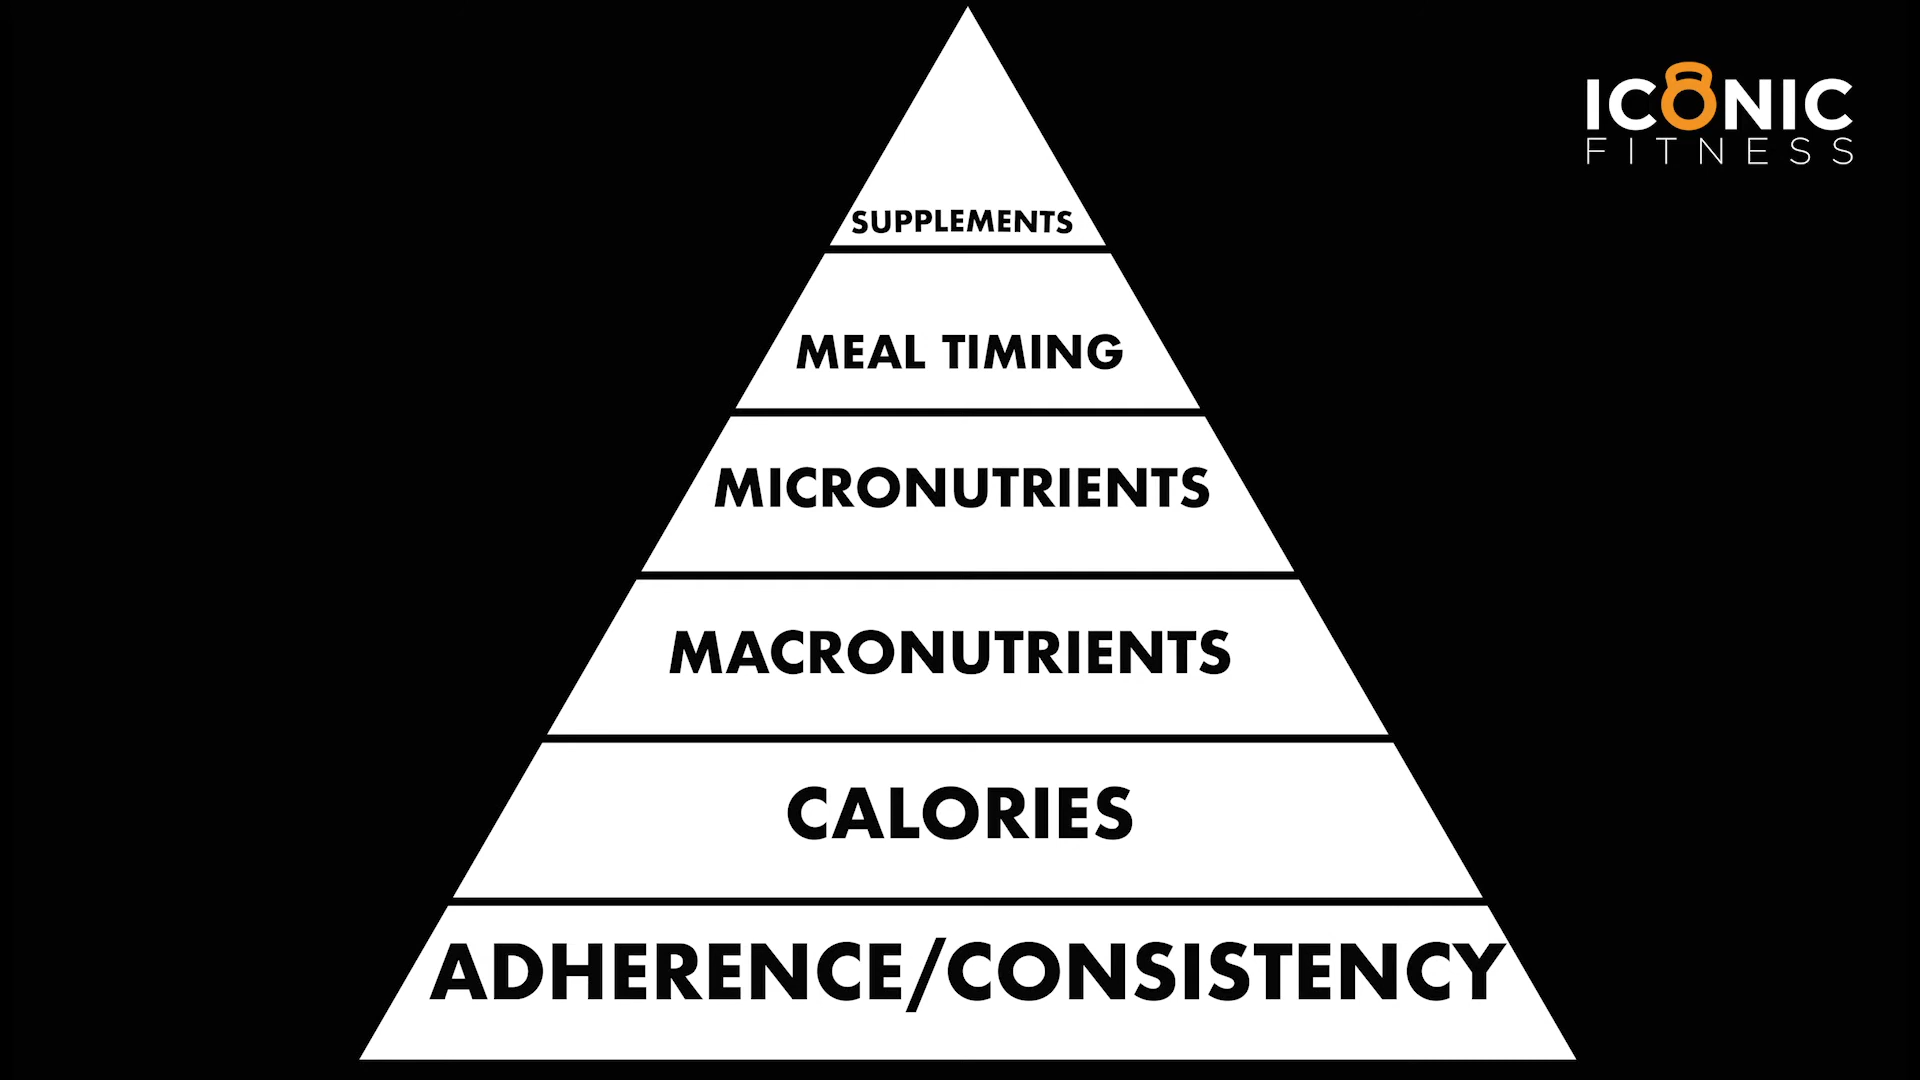 ICONIC
FITNESS
SUPPLEMENTS
MEAL TIMING
MICRONUTRIENTS
MACRONUTRIENTS
CALORIES
ADHERENCE/CONSISTENCY